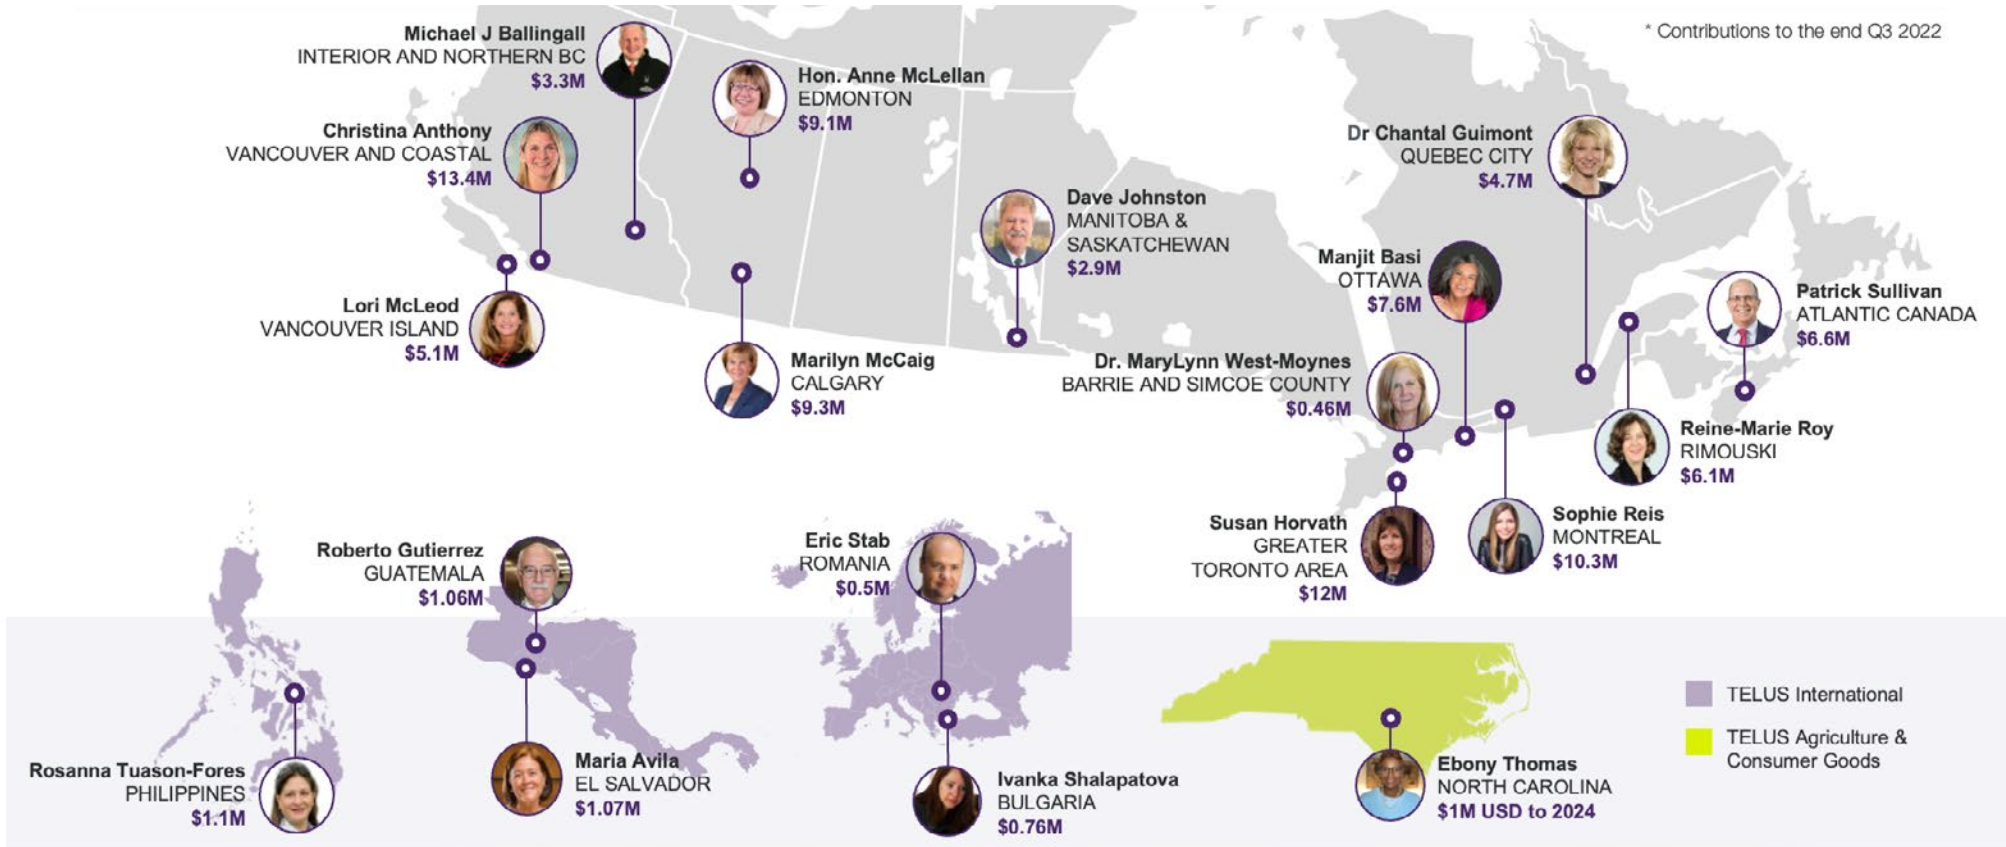 * Contributions to the end Q3 2022
Michael J Ballingall
INTERIOR AND NORTHERN BC
$3.3M
Hon. Anne McLellan
EDMONTON
$9.1M
Christina Anthony
VANCOUVER AND COASTAL
$13.4M
Dr Chantal Guimont
QUEBEC CITY
$4.7M
Dave Johnston
MANITOBA &
SASKATCHEWAN
$2.9M
Manjit Basi
OTTAWA
$7.6M
Lori McLeod
VANCOUVER ISLAND
$5.1M
Patrick Sullivan
ATLANTIC CANADA
$6.6M
Marilyn McCaig
CALGARY
$9.3M
Dr. MaryLynn West-Moynes
BARRIE AND SIMCOE COUNTY
$0.46M
Reine-Marie Roy
RIMOUSKI
$6.1M
Susan Horvath
GREATER
TORONTO AREA
$12M
Sophie Reis
MONTREAL
$10.3M
Roberto Gutierrez
GUATEMALA
$1.06M
Eric Stab
ROMANIA
$0.5M
Rosanna Tuason-Fores
PHILIPPINES
$1.1M
Maria Avila
EL SALVADOR
$1.07M
Ivanka Shalapatova
BULGARIA
$0.76M
Ebony Thomas
NORTH CAROLINA
$1M USD to 2024
TELUS International
TELUS Agriculture &
Consumer Goods